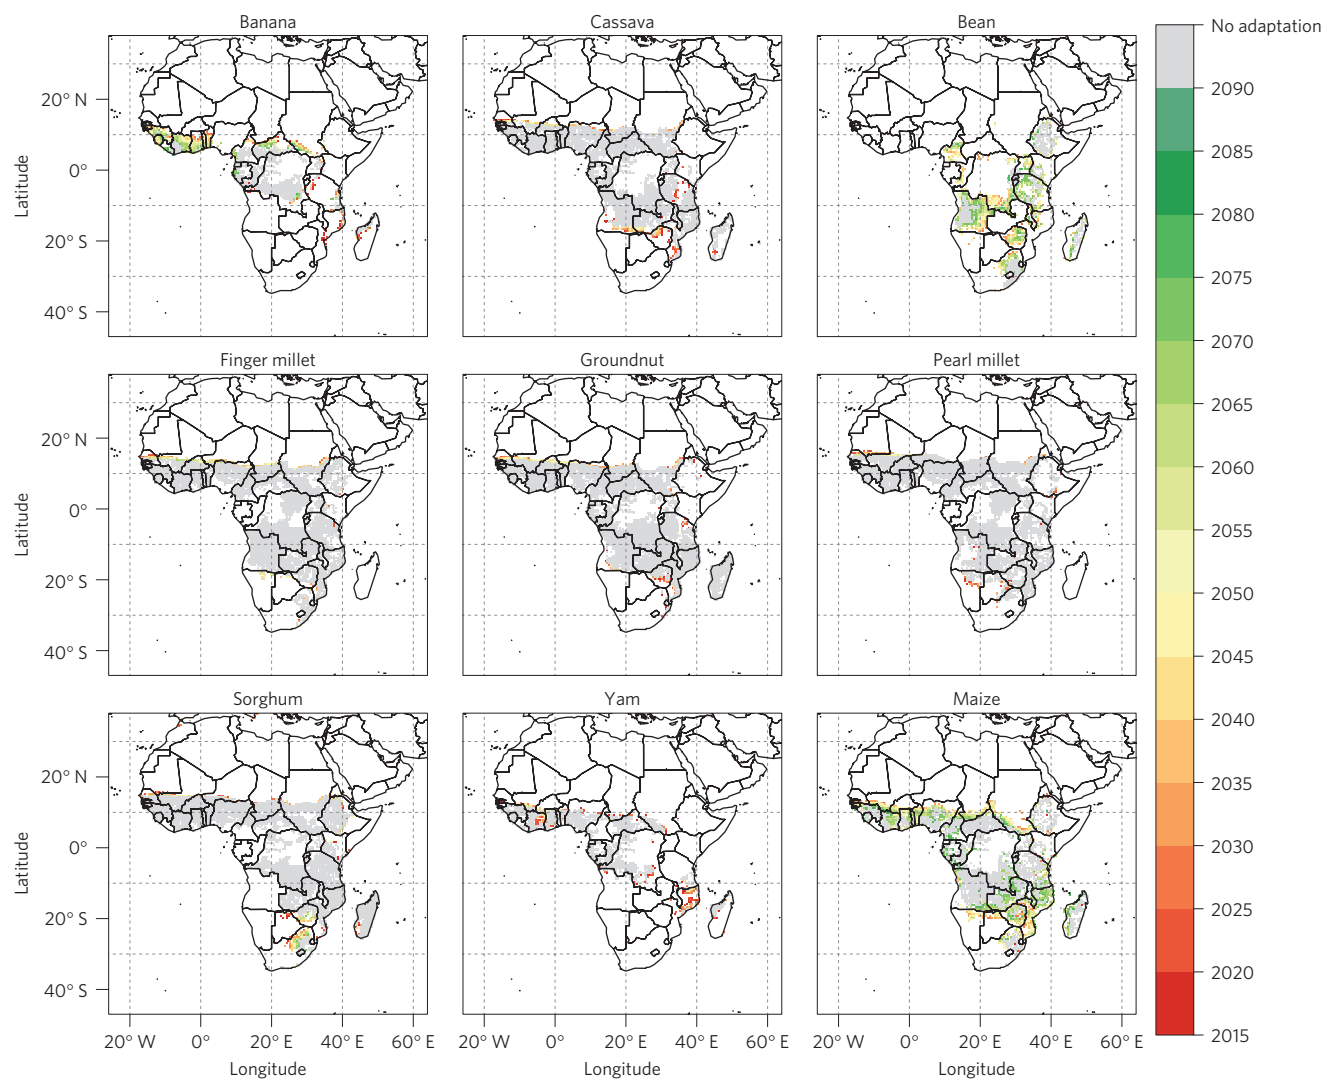 Banana
Cassava
Bean
20° N
0°
20° S
40° S
Latitude
Finger millet
Groundnut
Pearl millet
20° N
0°
20° S
40° S
Latitude
Sorghum
Yam
Maize
20° N
0°
20° S
40° S
Latitude
20° W 0° 20° E 40° E 60° E
20° W 0° 20° E 40° E 60° E
20° W 0° 20° E 40° E 60° E
Longitude
Longitude
Longitude
No adaptation
2090
2085
2080
2075
2070
2065
2060
2055
2050
2045
2040
2035
2030
2025
2020
2015